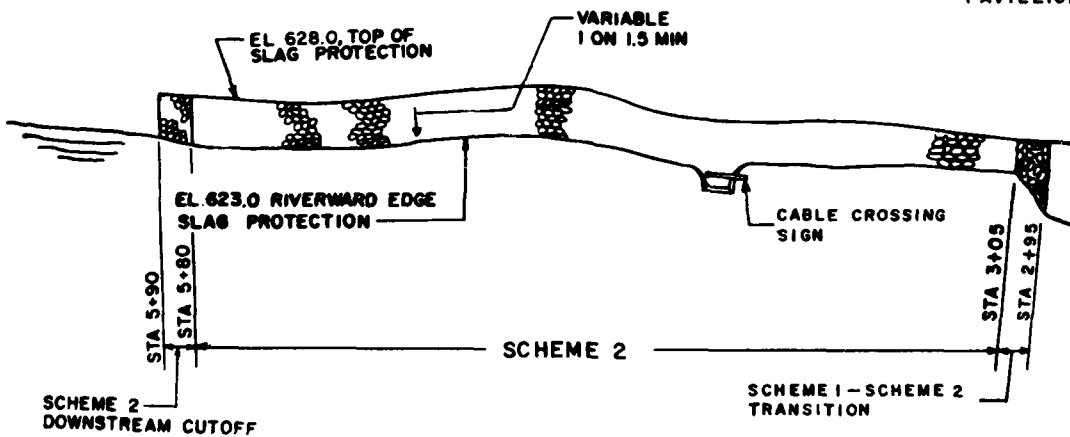 VARIABLE
1 ON 1.5 MIN
EL 628.0, TOP OF
SLAG PROTECTION
EL 623.0 RIVERWARD EDGE
SLAG PROTECTION
CABLE CROSSING
SIGN
STA 5+90
STA 5+80
STA 3+05
STA 2+95
SCHEME 2
SCHEME 2
DOWNSTREAM CUTOFF
SCHEME 1 - SCHEME 2
TRANSITION